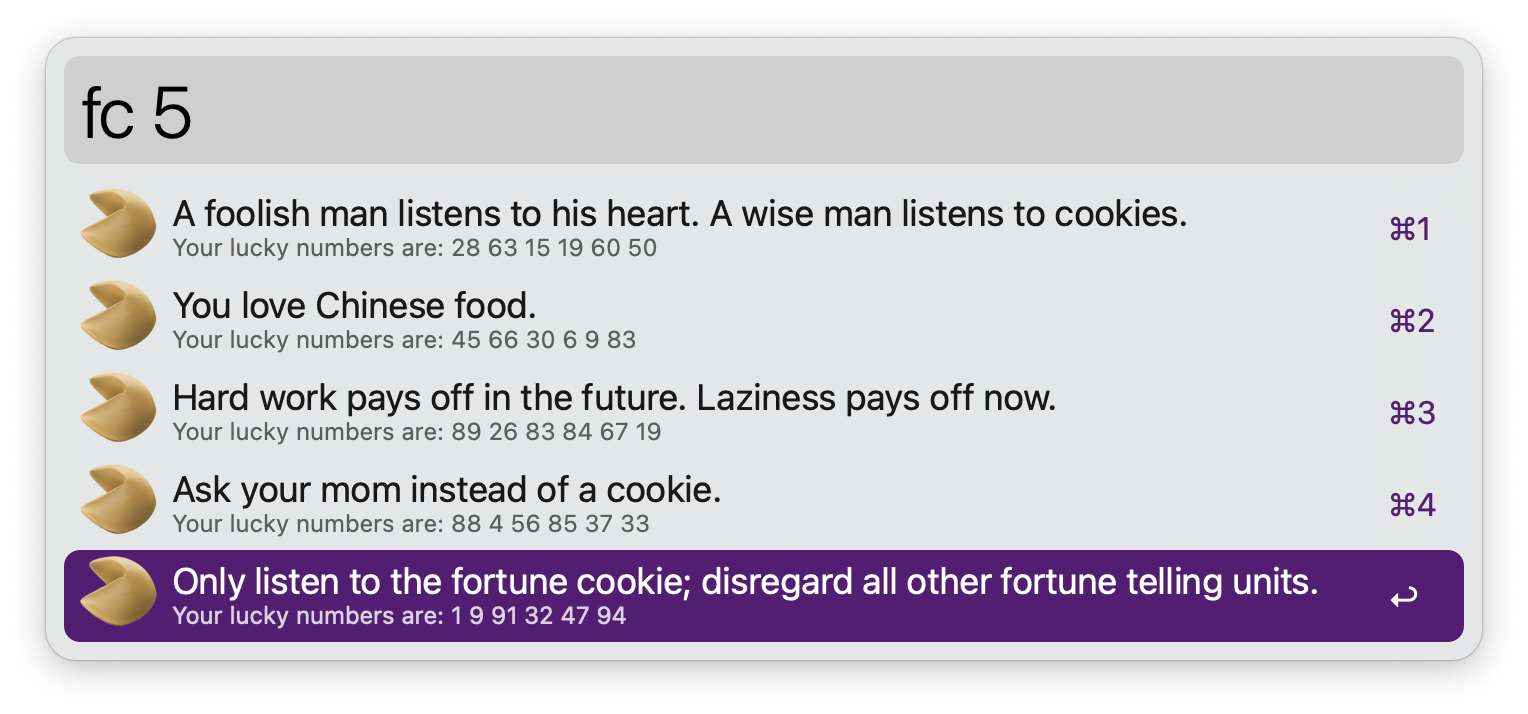 fc 5
A foolish man listens to his heart. A wise man listens to cookies.
Your lucky numbers are: 28 63 15 19 60 50
⌘1
You love Chinese food.
Your lucky numbers are: 45 66 30 6 9 83
⌘2
Hard work pays off in the future. Laziness pays off now.
Your lucky numbers are: 89 26 83 84 67 19
⌘3
Ask your mom instead of a cookie.
Your lucky numbers are: 88 4 56 85 37 33
⌘4
Only listen to the fortune cookie; disregard all other fortune telling units.
Your lucky numbers are: 1 9 91 32 47 94